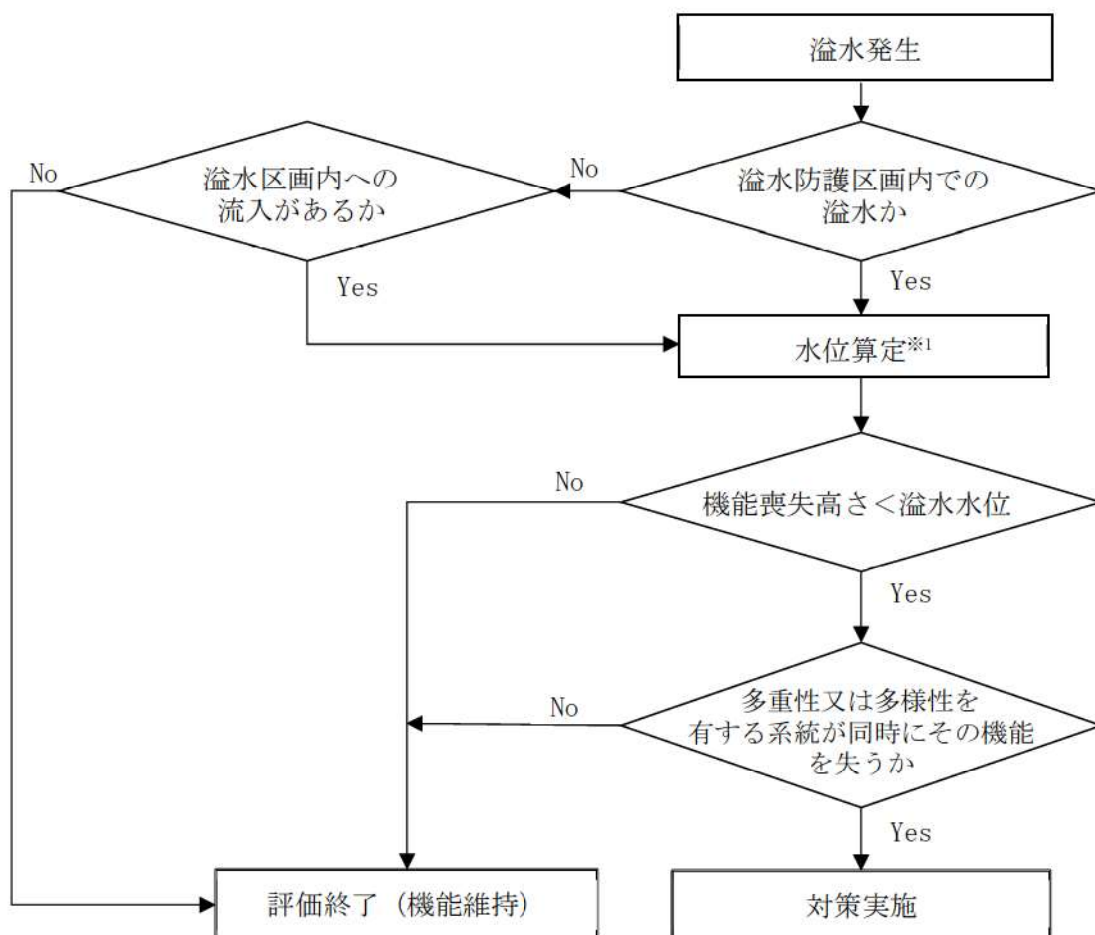 溢水発生
No
溢水区画内への
流入があるか
No
溢水防護区画内での
溢水か
Yes
Yes
水位算定※1
No
機能喪失高さ＜溢水水位
Yes
No
多重性又は多様性を
有する系統が同時にその機能
を失うか
Yes
評価終了（機能維持）
対策実施